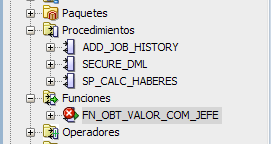 Paquetes
Procedimientos
ADD_JOB_HISTORY
SECURE_DML
SP_CALC_HABERES
Funciones
FN_OBT_VALOR_COM_JEFE
Operadores